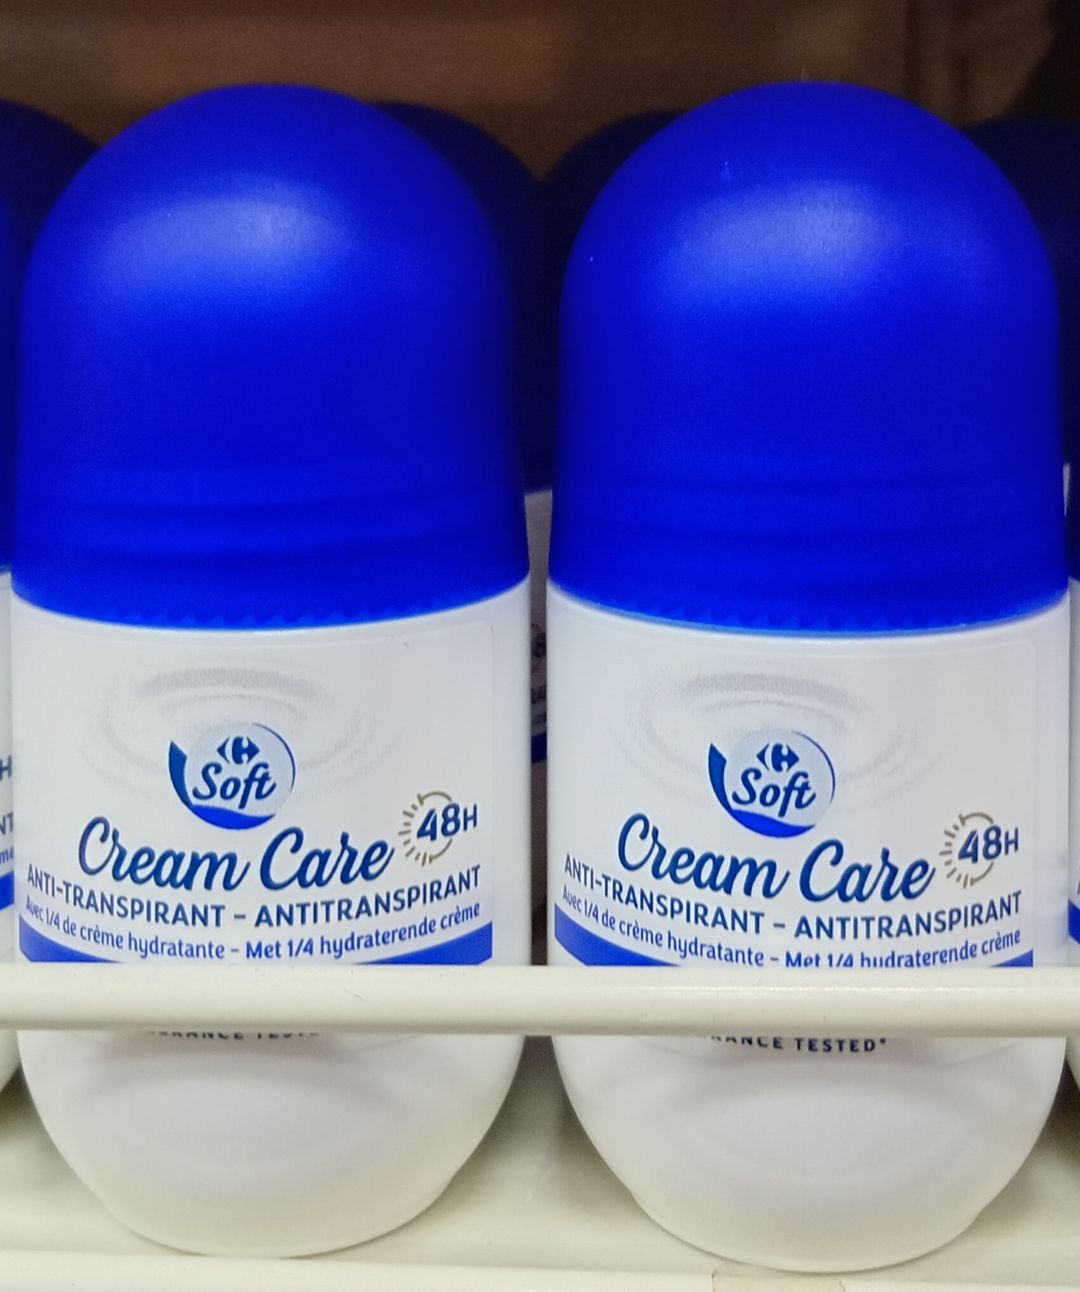 Soft
Cream Care 48H
ANTI-TRANSPIRANT - ANTITRANSPIRANT
Avec 1/4 de crème hydratante - Met 1/4 hydraterende crème
Soft
Cream Care 48H
ANTI-TRANSPIRANT - ANTITRANSPIRANT
Avec 1/4 de crème hydratante - Met 1/4 hydraterende crème
TESTED*